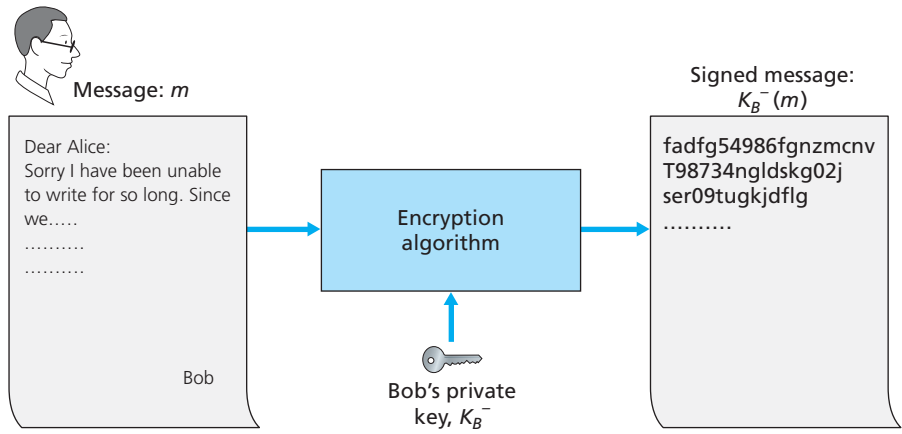 Message: m
Dear Alice:
Sorry I have been unable
to write for so long. Since
we.....
..........
..........
Bob
Encryption
algorithm
Bob's private
key, K_B^-
Signed message:
K_B^- (m)
fadfg54986fgnzmcnv
T98734ngldskg02j
ser09tugkjdflg
..........